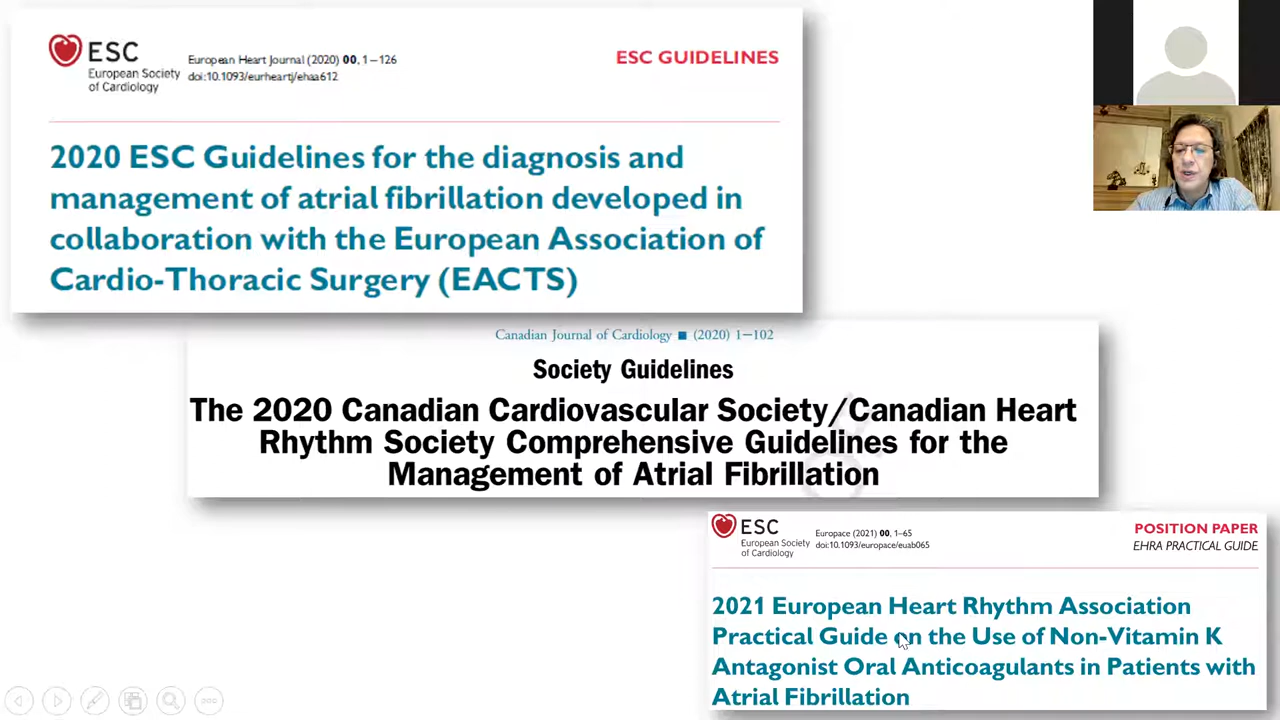 ESC
European Society
of Cardiology
European Heart Journal (2020) 00, 1–126
doi:10.1093/eurheartj/ehaa612
ESC GUIDELINES
2020 ESC Guidelines for the diagnosis and
management of atrial fibrillation developed in
collaboration with the European Association of
Cardio-Thoracic Surgery (EACTS)
Canadian Journal of Cardiology ■ (2020) 1–102
Society Guidelines
The 2020 Canadian Cardiovascular Society/Canadian Heart
Rhythm Society Comprehensive Guidelines for the
Management of Atrial Fibrillation
ESC
European Society
of Cardiology
Europace (2021) 00, 1–65
doi:10.1093/europace/euab065
POSITION PAPER
EHRA PRACTICAL GUIDE
2021 European Heart Rhythm Association
Practical Guide on the Use of Non-Vitamin K
Antagonist Oral Anticoagulants in Patients with
Atrial Fibrillation